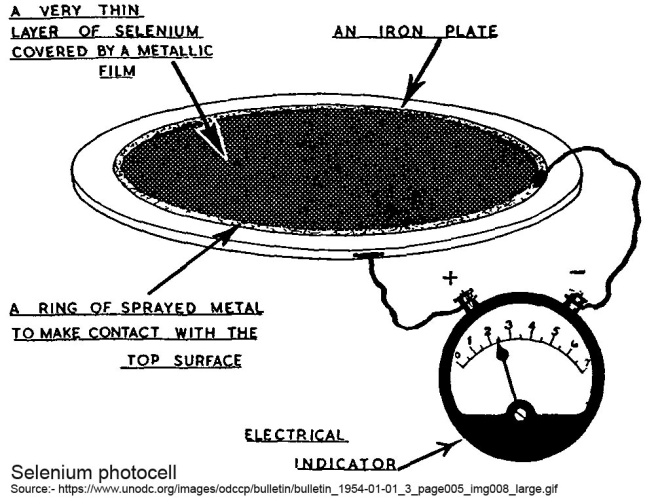 A VERY THIN
LAYER OF SELENIUM
COVERED BY A METALLIC
FILM
AN IRON PLATE
+
−
0 1 2 3 4 5 6 7
A RING OF SPRAYED METAL
TO MAKE CONTACT WITH THE
TOP SURFACE
ELECTRICAL
INDICATOR
Selenium photocell
Source:- https://www.unodc.org/images/odccp/bulletin/bulletin_1954-01-01_3_page005_img008_large.gif